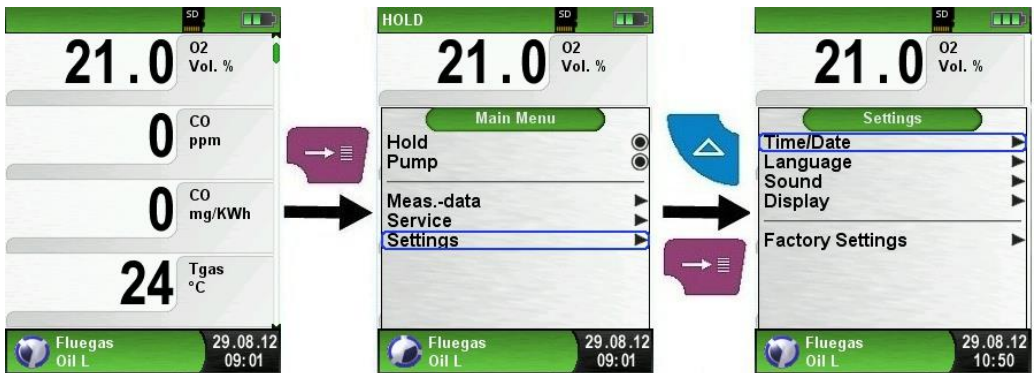 SD
21.0 O2
Vol. %
0 CO
ppm
0 CO
mg/KWh
24 Tgas
°C
Fluegas
Oil L
29.08.12
09:01
HOLD
SD
21.0 O2
Vol. %
Main Menu
Hold
Pump
Meas.-data
Service
Settings
Fluegas
Oil L
29.08.12
09:01
SD
21.0 O2
Vol. %
Settings
Time/Date
Language
Sound
Display
Factory Settings
Fluegas
Oil L
29.08.12
10:50